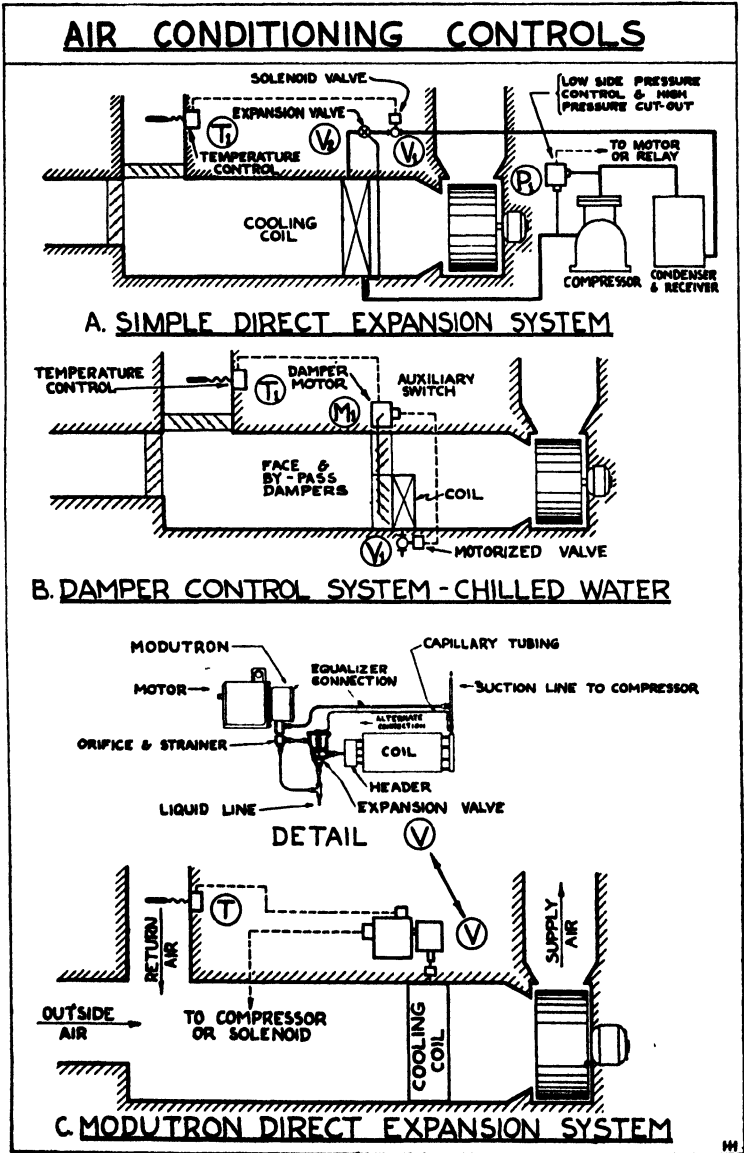 AIR CONDITIONING CONTROLS
SOLENOID VALVE
EXPANSION VALVE
LOW SIDE PRESSURE
CONTROL & HIGH
PRESSURE CUT-OUT
T1
V2
V1
TO MOTOR
OR RELAY
TEMPERATURE
CONTROL
P1
COOLING
COIL
COMPRESSOR
CONDENSER
& RECEIVER
A. SIMPLE DIRECT EXPANSION SYSTEM
TEMPERATURE
CONTROL
T1
DAMPER
MOTOR
AUXILIARY
SWITCH
M1
FACE &
BY-PASS
DAMPERS
COIL
V1
MOTORIZED VALVE
B. DAMPER CONTROL SYSTEM - CHILLED WATER
MODUTRON
CAPILLARY TUBING
EQUALIZER
CONNECTION
MOTOR
SUCTION LINE TO COMPRESSOR
ALTERNATE
CONNECTION
ORIFICE & STRAINER
COIL
HEADER
LIQUID LINE
EXPANSION VALVE
DETAIL V
T
V
RETURN
AIR
SUPPLY
AIR
OUTSIDE
AIR
TO COMPRESSOR
OR SOLENOID
COOLING
COIL
C. MODUTRON DIRECT EXPANSION SYSTEM